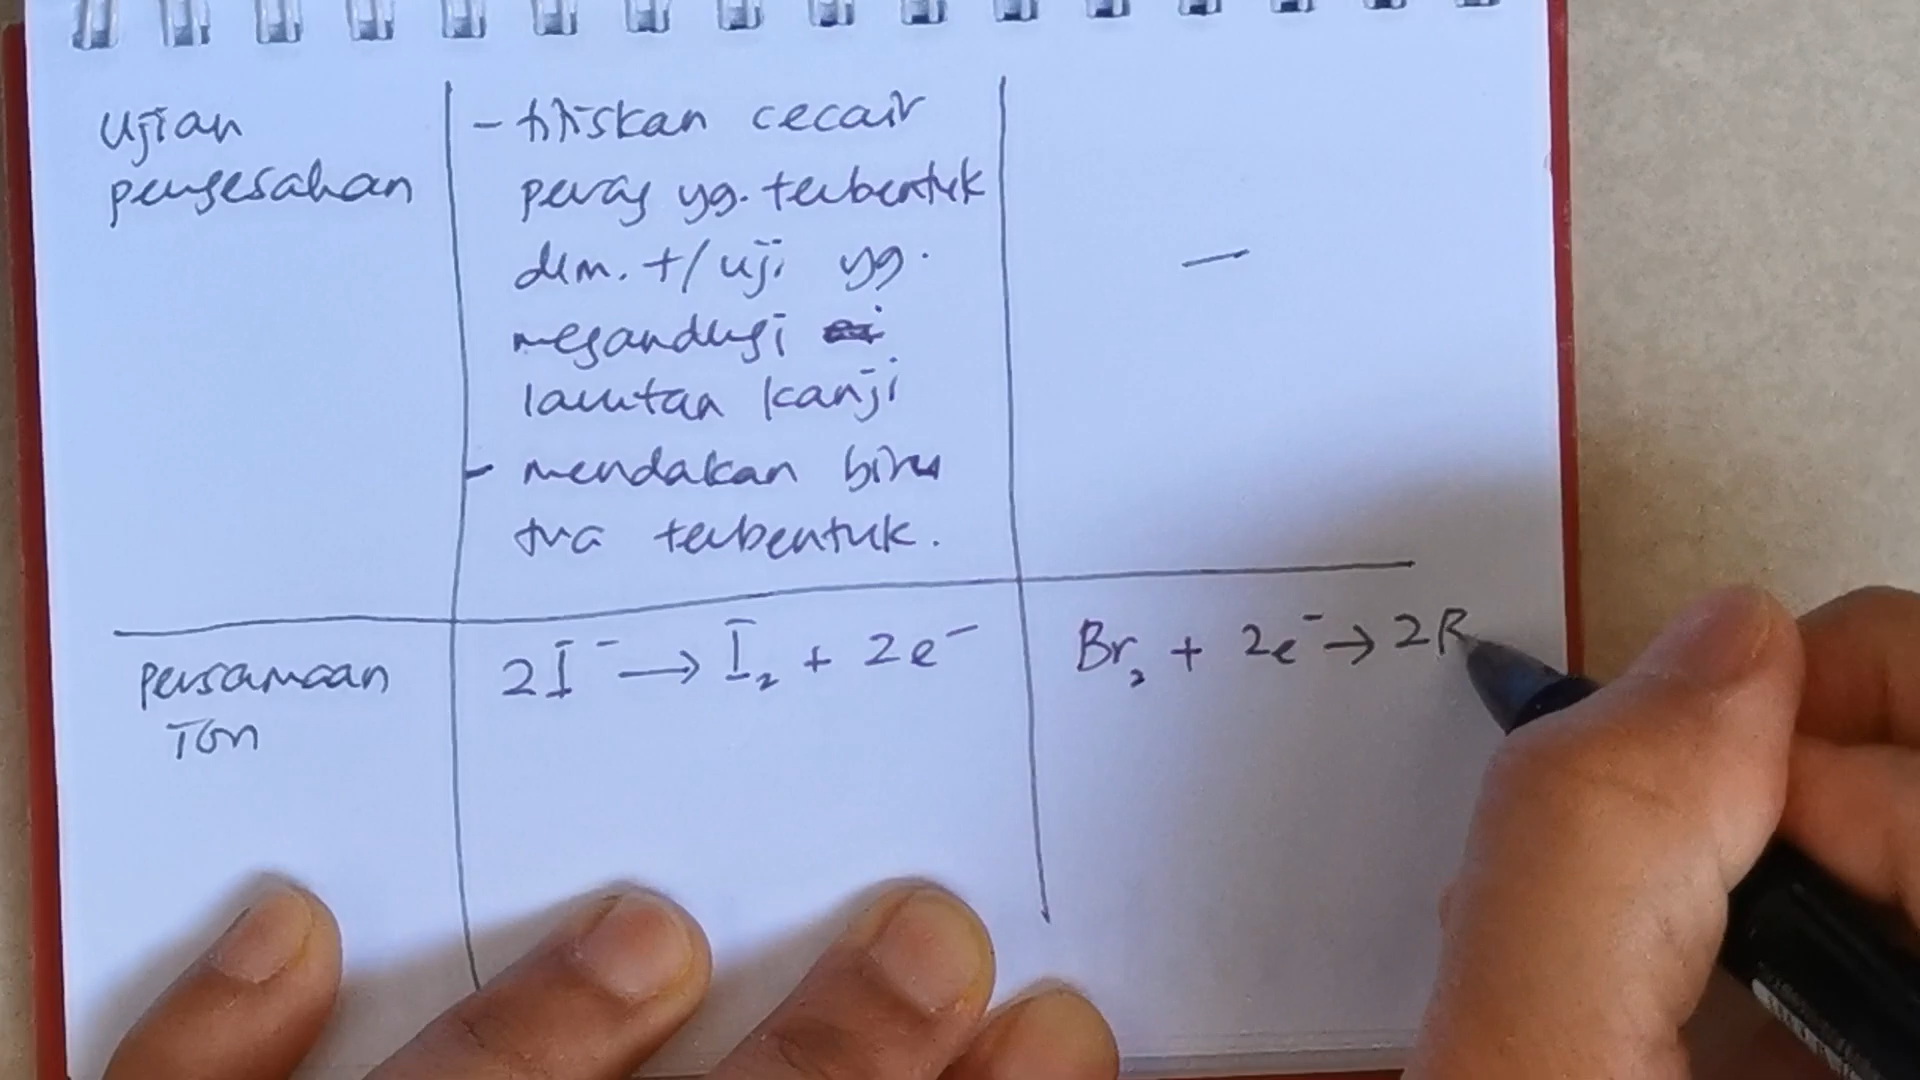 Ujian
pengesahan
- titiskan cecair
perang yg. terbentuk
dlm. t/uji yg.
megandugi
larutan kanji
- mendakan biru
tua terbentuk.
—
persamaan
Ion
2I⁻ → I₂ + 2e⁻
Br₂ + 2e⁻ → 2B